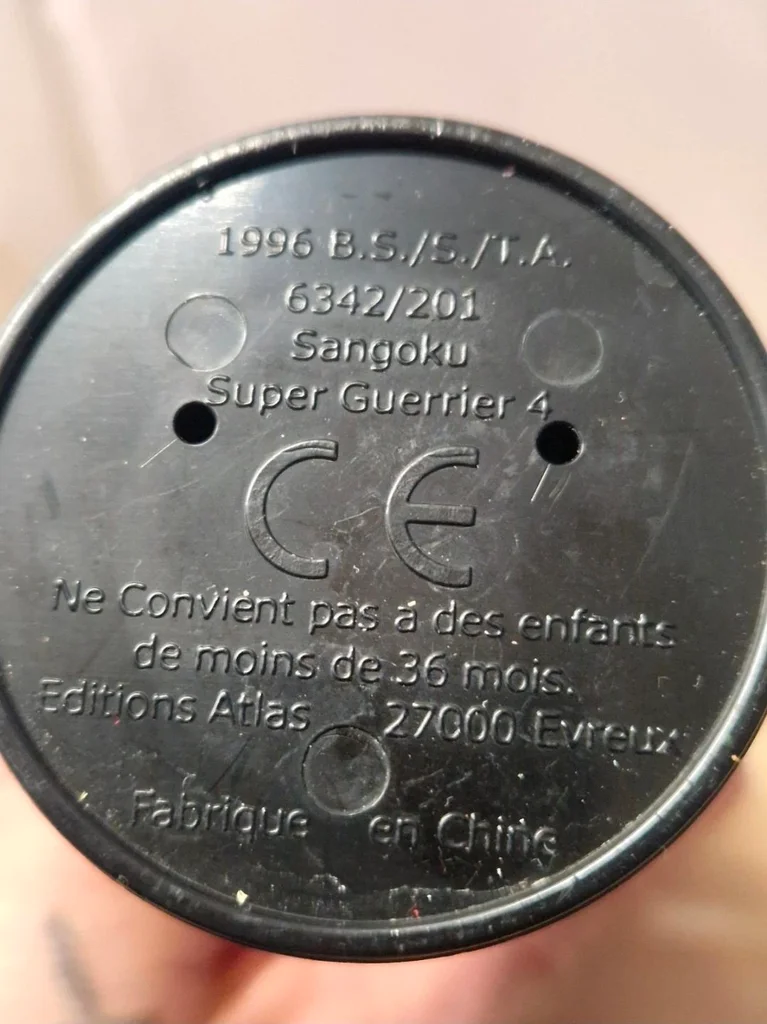 1996 B.S./S./T.A.
6342/201
Sangoku
Super Guerrier 4
CE
Ne Convient pas à des enfants
de moins de 36 mois.
Editions Atlas 27000 Evreux
Fabrique en Chine